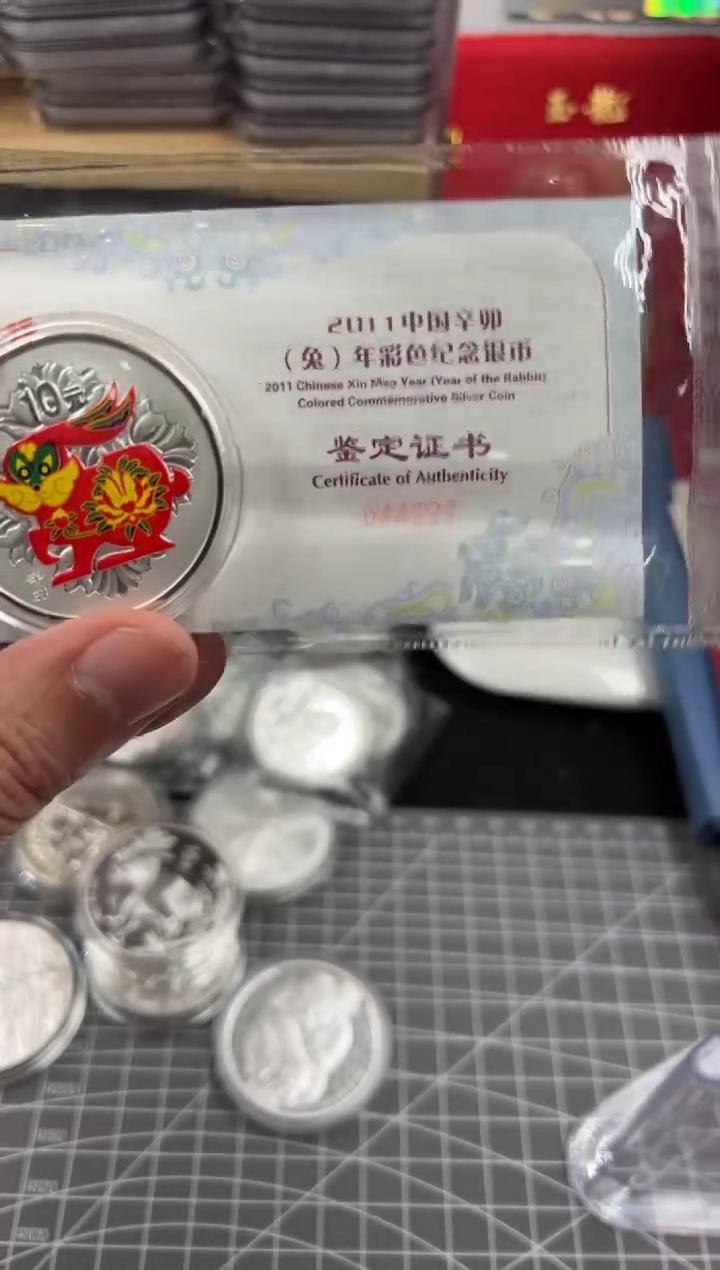 10元
2011中国辛卯
（兔）年彩色纪念银币
2011 Chinese Xin Mao Year (Year of the Rabbit)
Colored Commemorative Silver Coin
鉴定证书
Certificate of Authenticity